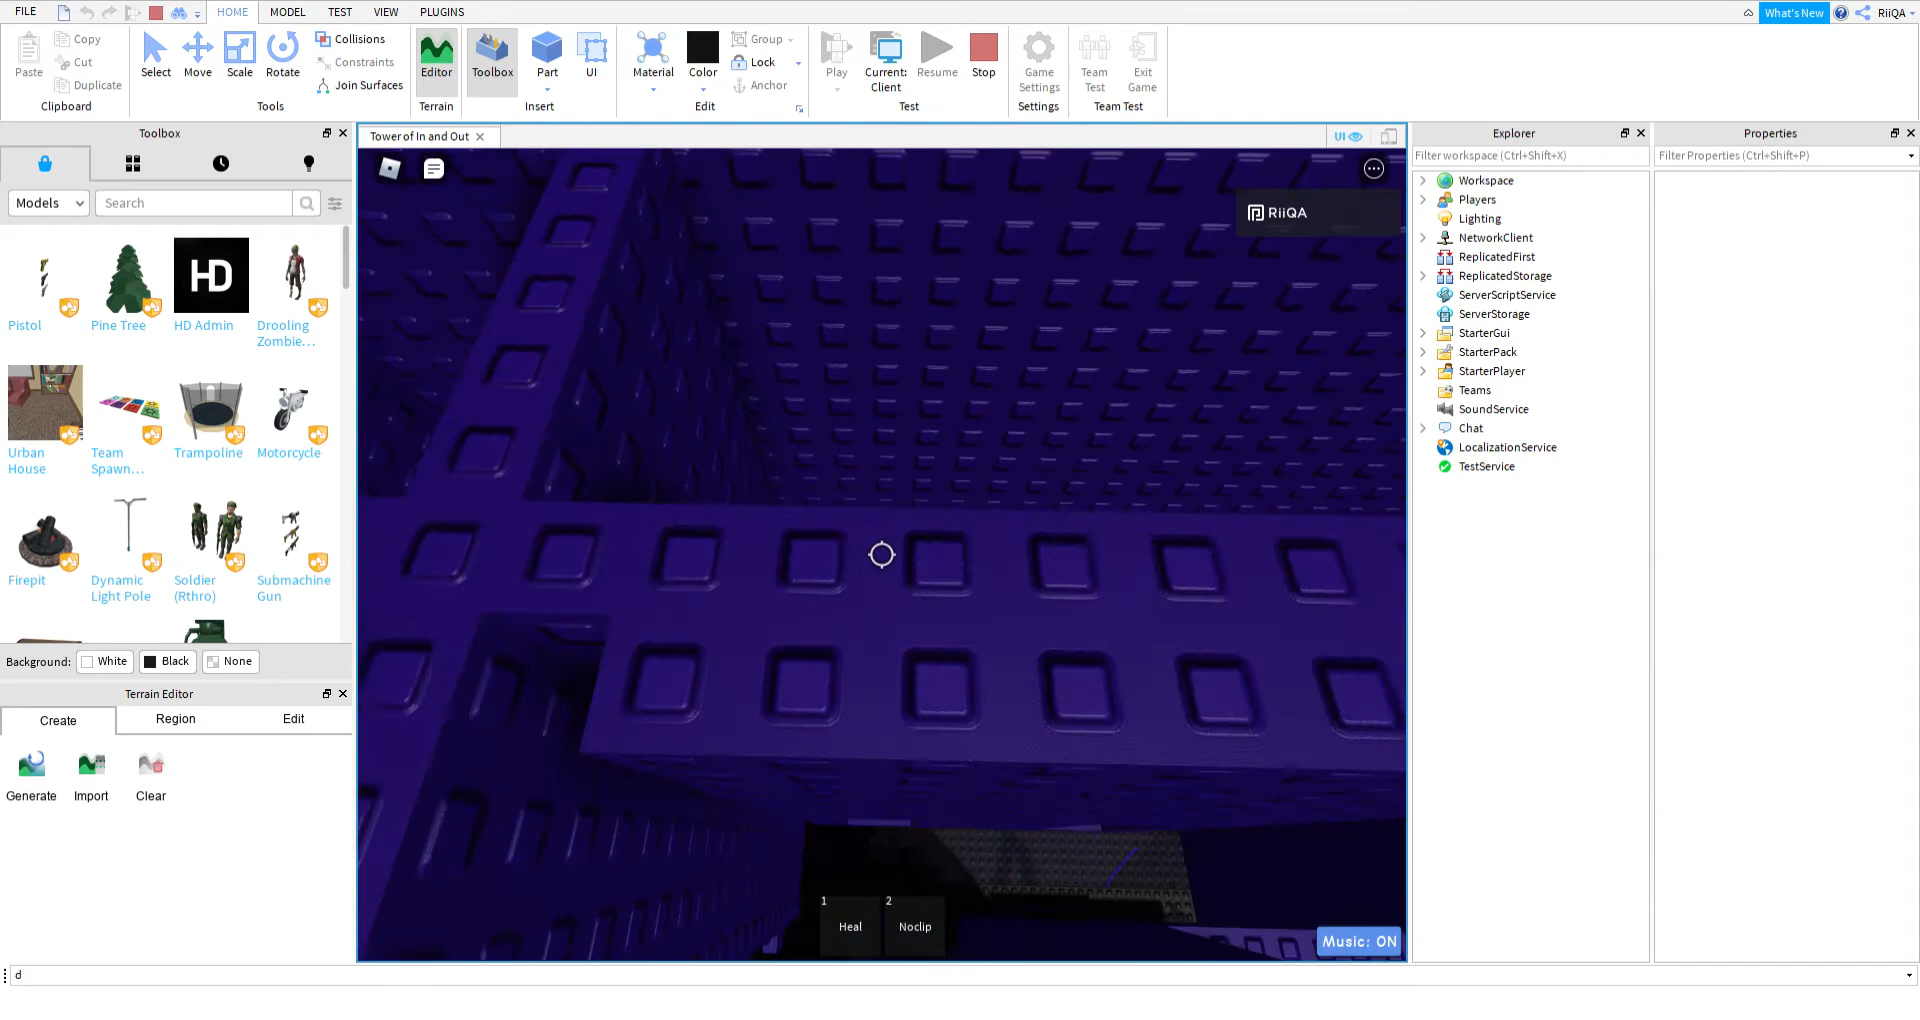 FILE
HOME
MODEL
TEST
VIEW
PLUGINS
What's New
RiiQA
Paste
Copy
Cut
Duplicate
Clipboard
Select
Move
Scale
Rotate
Collisions
Constraints
Join Surfaces
Tools
Editor
Terrain
Toolbox
Part
UI
Insert
Material
Color
Group
Lock
Anchor
Edit
Play
Current:
Client
Resume
Stop
Test
Game
Settings
Settings
Team
Test
Exit
Game
Team Test
Toolbox
Models
Search
Pistol
Pine Tree
HD
HD Admin
Drooling
Zombie...
Urban
House
Team
Spawn...
Trampoline
Motorcycle
Firepit
Dynamic
Light Pole
Soldier
(Rthro)
Submachine
Gun
Background:
White
Black
None
Terrain Editor
Create
Region
Edit
Generate
Import
Clear
Tower of In and Out
UI
RiiQA
1
Heal
2
Noclip
Music: ON
Explorer
Filter workspace (Ctrl+Shift+X)
Workspace
Players
Lighting
NetworkClient
ReplicatedFirst
ReplicatedStorage
ServerScriptService
ServerStorage
StarterGui
StarterPack
StarterPlayer
Teams
SoundService
Chat
LocalizationService
TestService
Properties
Filter Properties (Ctrl+Shift+P)
d